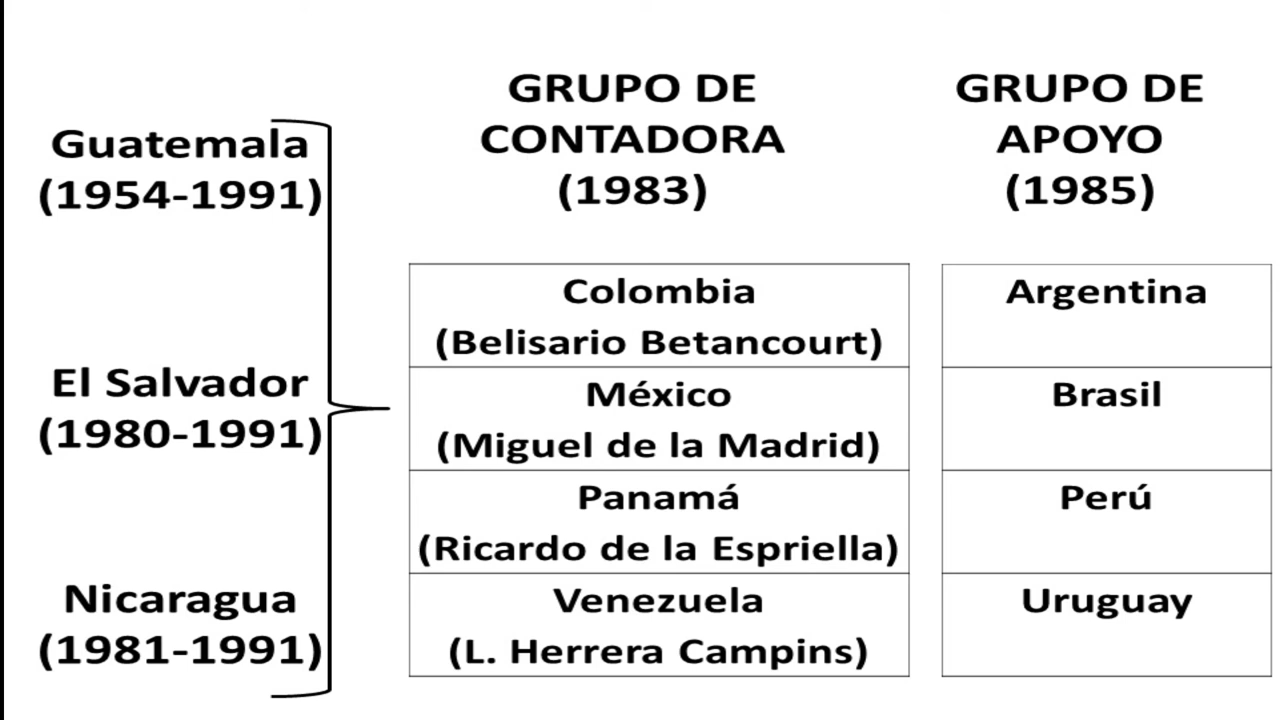 Guatemala
(1954-1991)
El Salvador
(1980-1991)
Nicaragua
(1981-1991)
GRUPO DE
CONTADORA
(1983)
Colombia
(Belisario Betancourt)
México
(Miguel de la Madrid)
Panamá
(Ricardo de la Espriella)
Venezuela
(L. Herrera Campins)
GRUPO DE
APOYO
(1985)
Argentina
Brasil
Perú
Uruguay